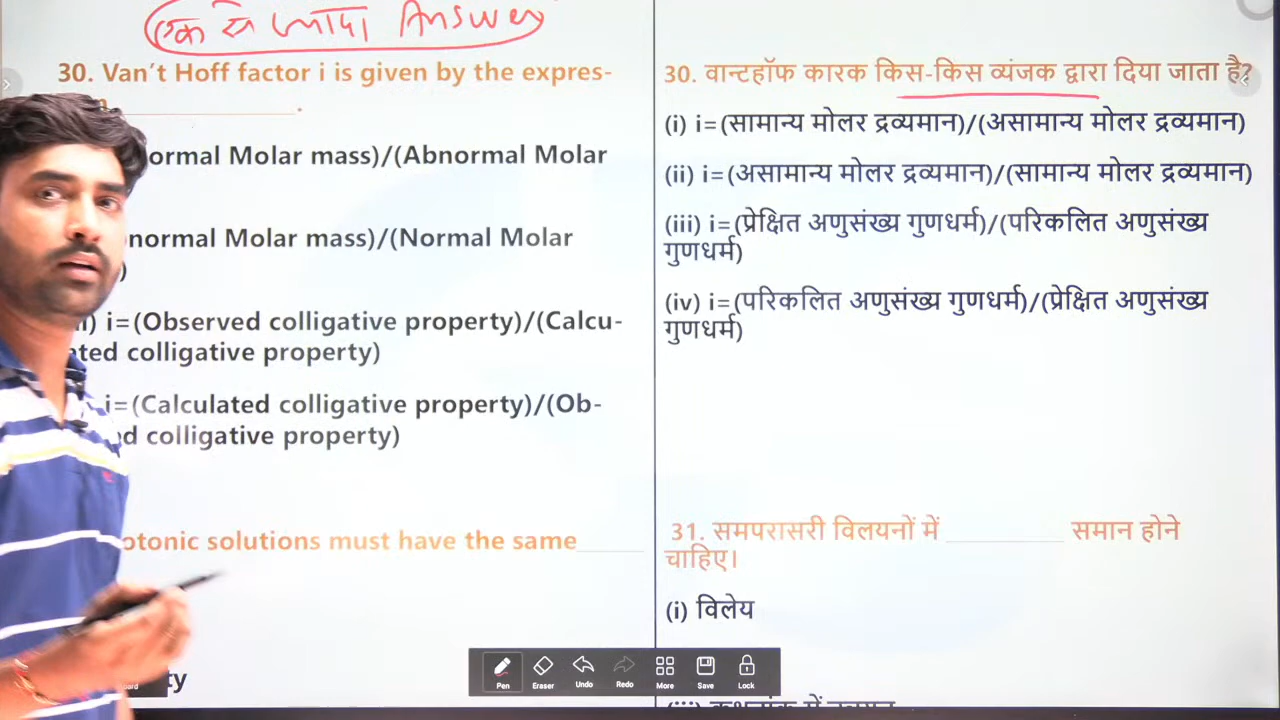 एक से ज्यादा Answer
30. Van't Hoff factor i is given by the expres-
.
ormal Molar mass)/(Abnormal Molar
normal Molar mass)/(Normal Molar
)
i=(Observed colligative property)/(Calcu-
ted colligative property)
i=(Calculated colligative property)/(Ob-
d colligative property)
otonic solutions must have the same
ty
30. वान्टहॉफ कारक किस-किस व्यंजक द्वारा दिया जाता है?
(i) i=(सामान्य मोलर द्रव्यमान)/(असामान्य मोलर द्रव्यमान)
(ii) i=(असामान्य मोलर द्रव्यमान)/(सामान्य मोलर द्रव्यमान)
(iii) i=(प्रेक्षित अणुसंख्य गुणधर्म)/(परिकलित अणुसंख्य
गुणधर्म)
(iv) i=(परिकलित अणुसंख्य गुणधर्म)/(प्रेक्षित अणुसंख्य
गुणधर्म)
31. समपरासरी विलयनों में ________ समान होने
चाहिए।
(i) विलेय
Pen Eraser Undo Redo More Save Lock